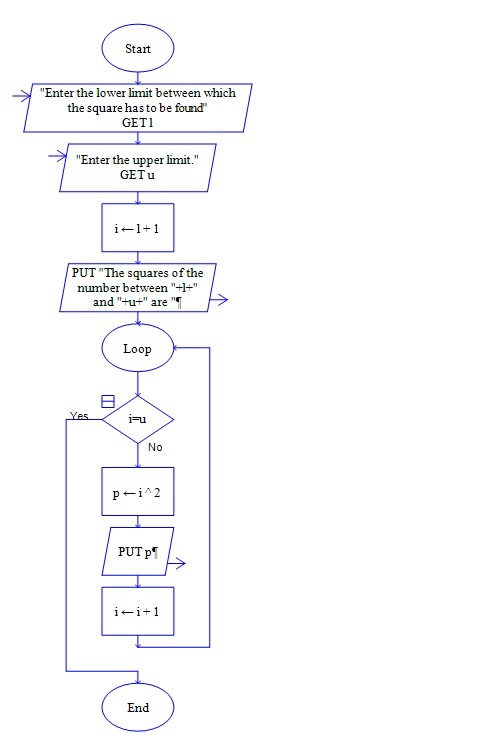 Start
"Enter the lower limit between which
the square has to be found"
GET l
"Enter the upper limit."
GET u
i ← l + 1
PUT "The squares of the
number between "+l+"
and "+u+" are "¶
Loop
i=u
Yes
No
p ← i ^ 2
PUT p¶
i ← i + 1
End